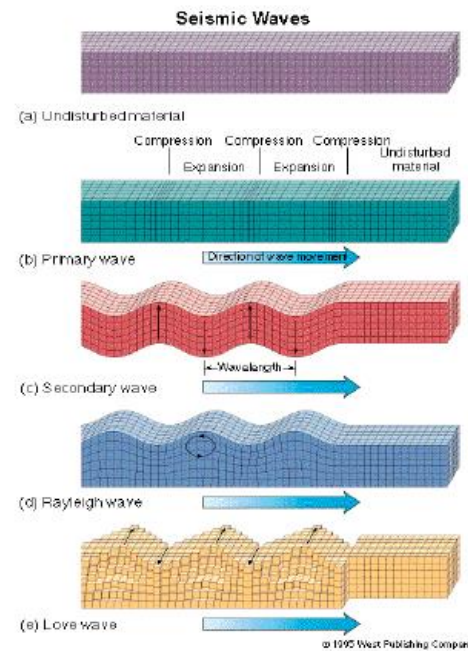 Seismic Waves
(a) Undisturbed material
Compression Compression Compression
Expansion Expansion Undisturbed material
(b) Primary wave
Direction of wave movement
Wavelength
(c) Secondary wave
(d) Rayleigh wave
(e) Love wave
© 1995 West Publishing Compan